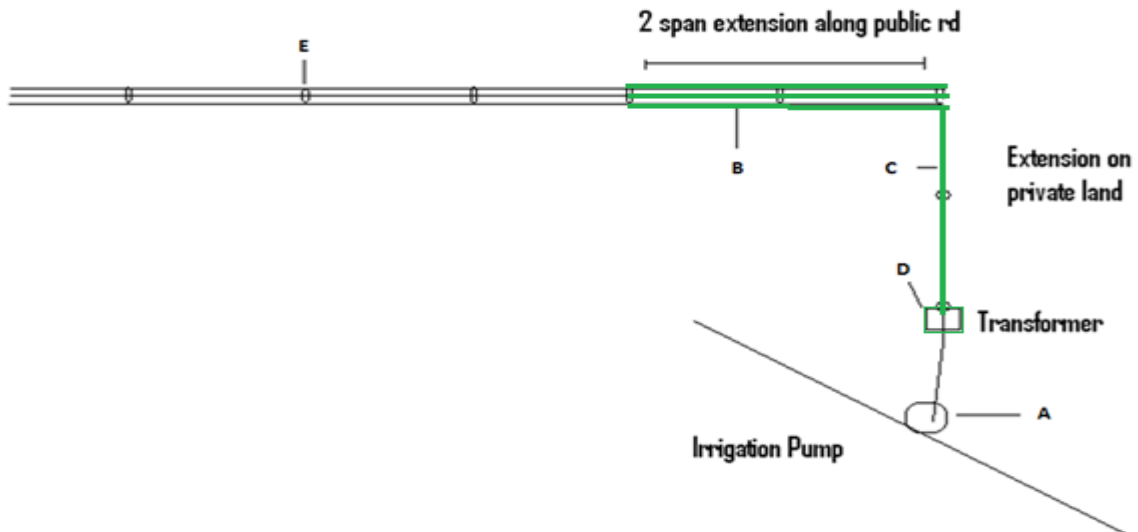 2 span extension along public rd
E
B
C
Extension on
private land
D
Transformer
A
Irrigation Pump